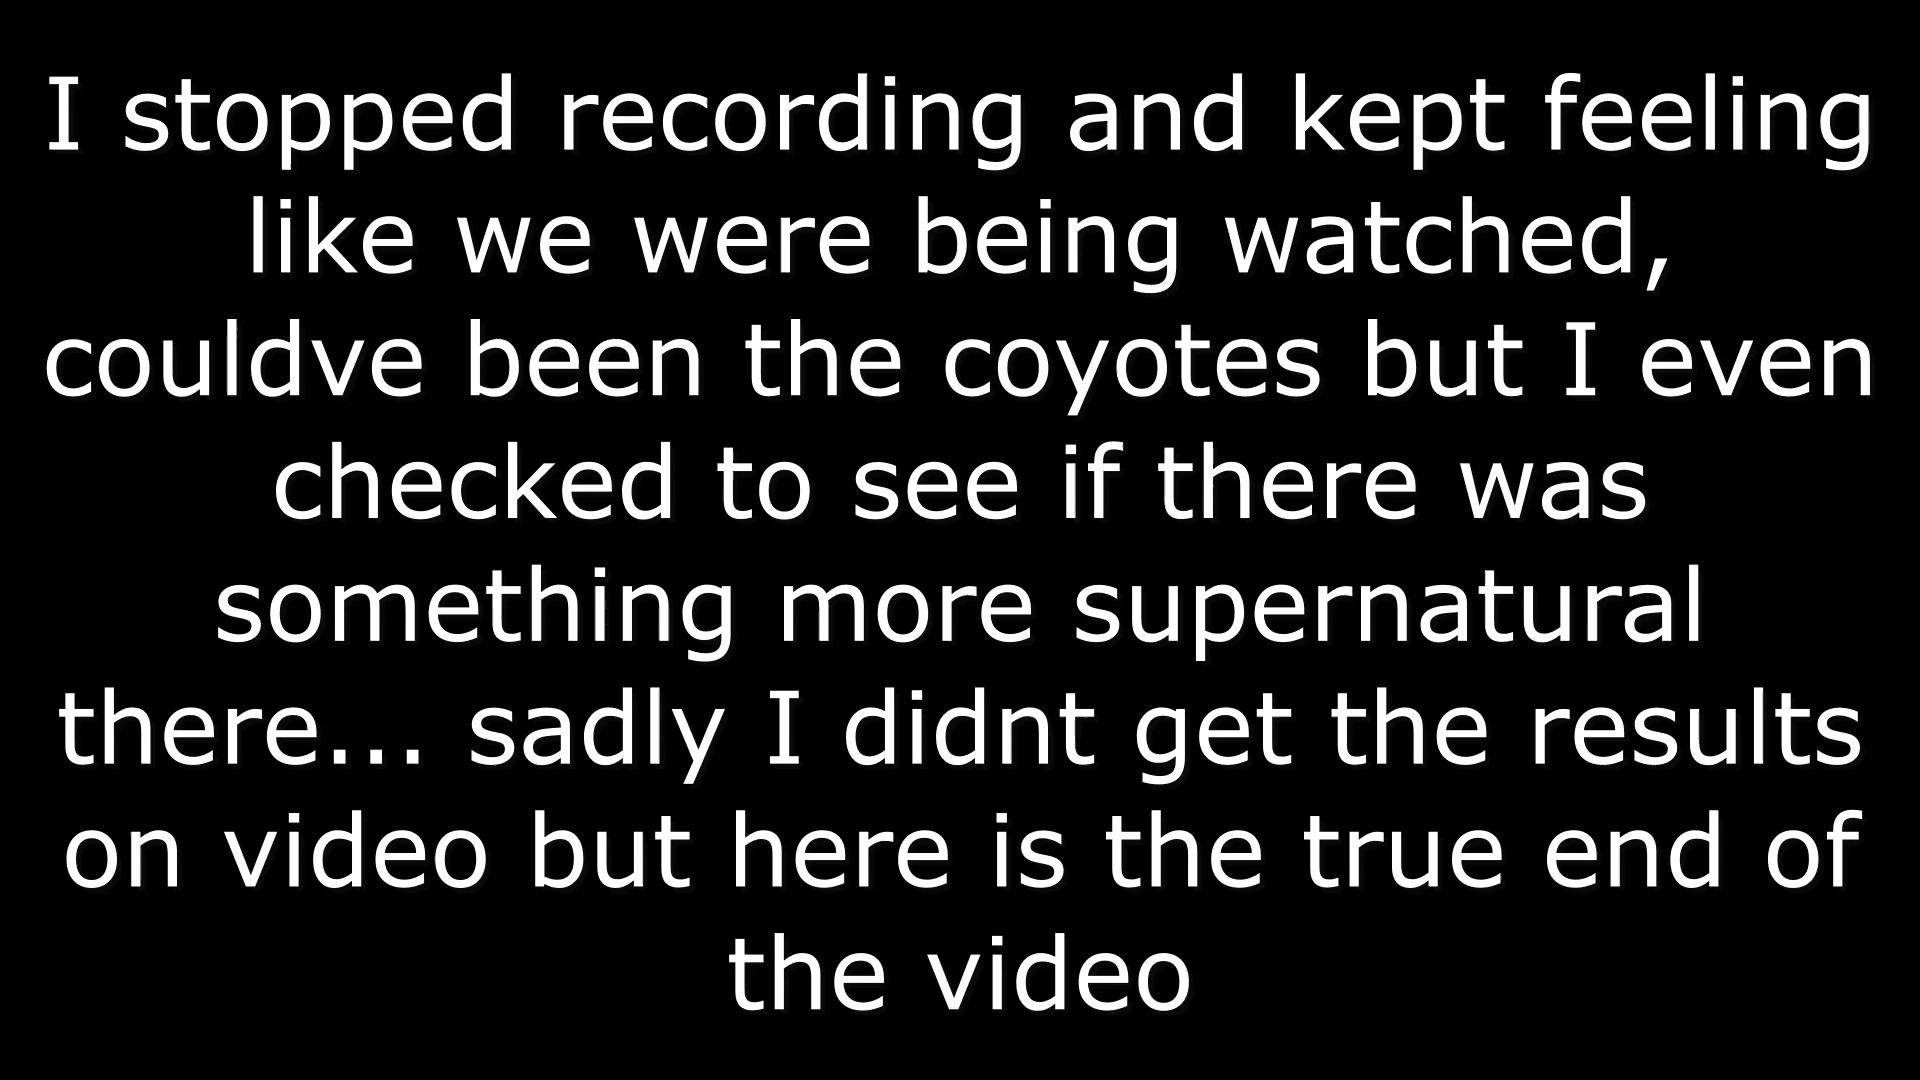 I stopped recording and kept feeling
like we were being watched,
couldve been the coyotes but I even
checked to see if there was
something more supernatural
there... sadly I didnt get the results
on video but here is the true end of
the video